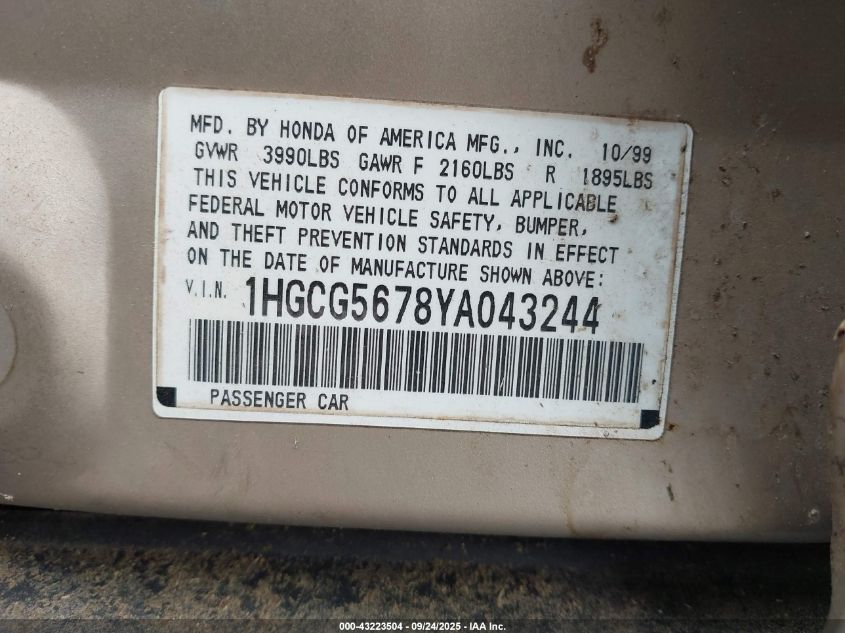 MFD. BY HONDA OF AMERICA MFG., INC. 10/99
GVWR 3990LBS GAWR F 2160LBS R 1895LBS
THIS VEHICLE CONFORMS TO ALL APPLICABLE
FEDERAL MOTOR VEHICLE SAFETY, BUMPER,
AND THEFT PREVENTION STANDARDS IN EFFECT
ON THE DATE OF MANUFACTURE SHOWN ABOVE:
V.I.N. 1HGCG5678YA043244
PASSENGER CAR
000-43223504 - 09/24/2025 - IAA Inc.